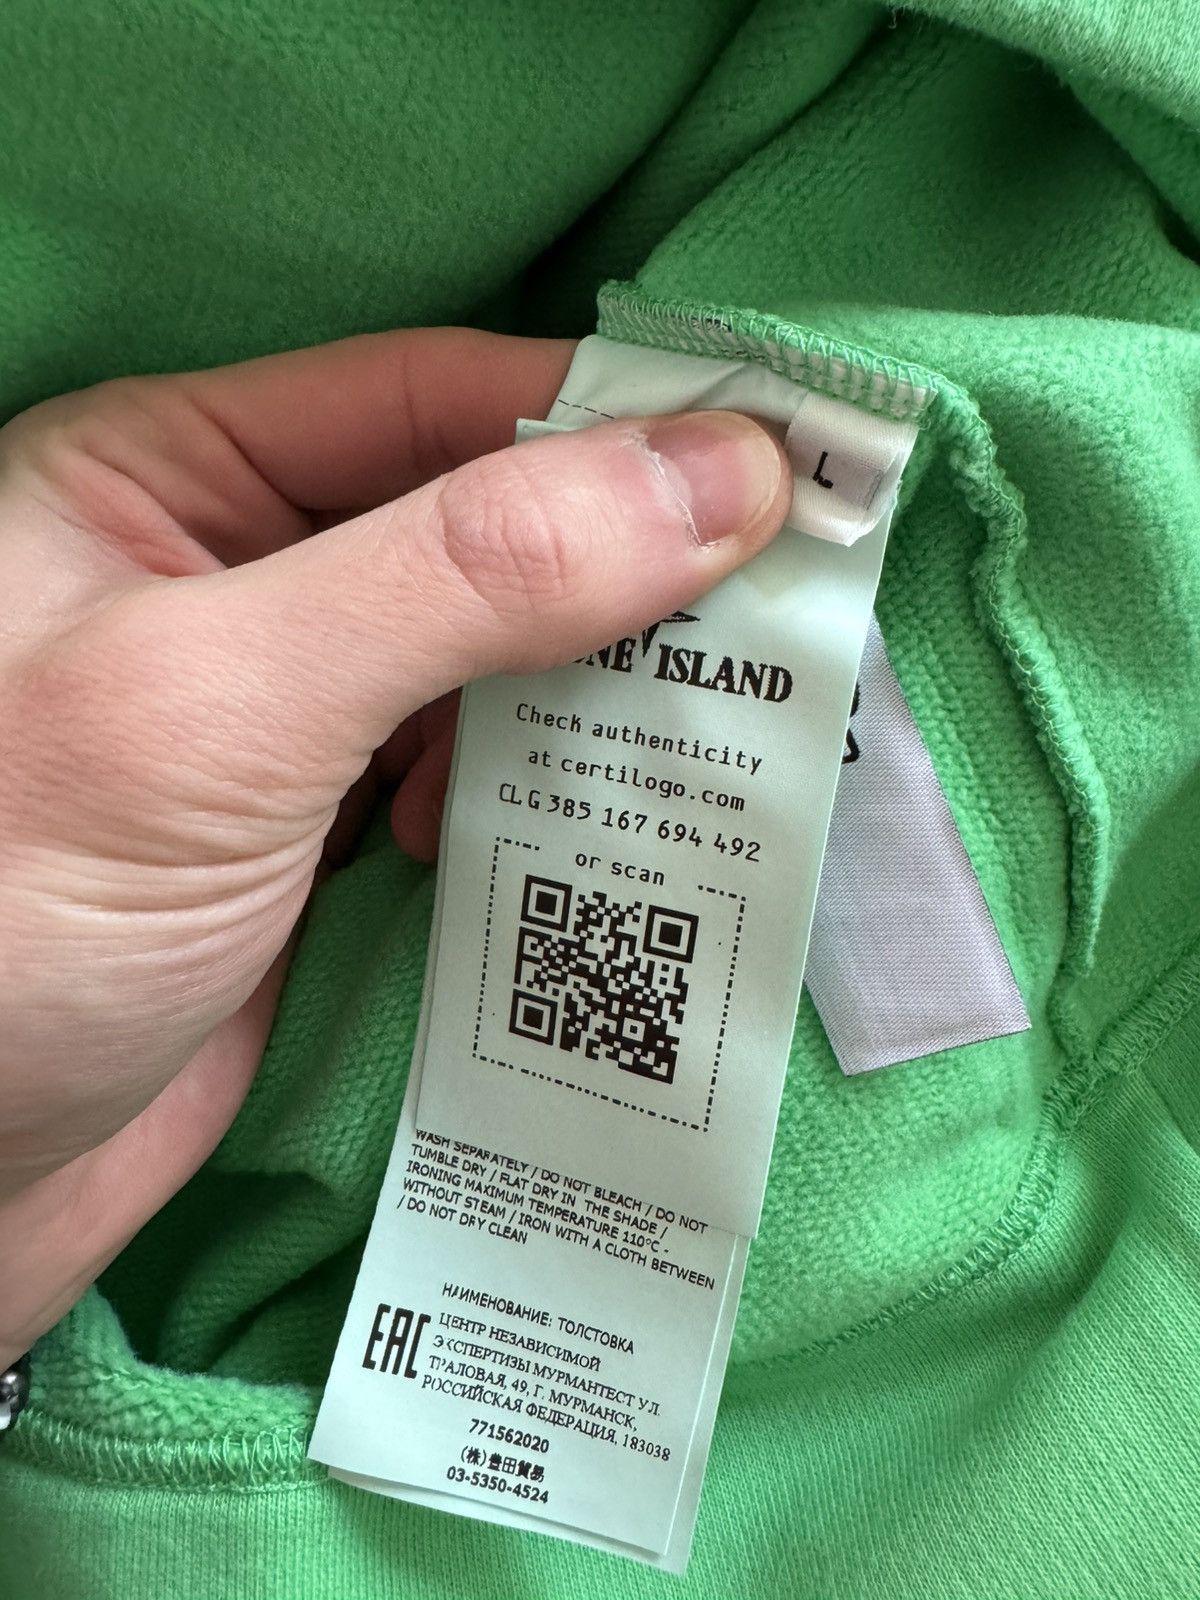 L
ISLAND
Check authenticity
at certilogo.com
CLG 385 167 694 492
or scan
WASH SEPARATELY / DO NOT BLEACH / DO NOT
TUMBLE DRY / FLAT DRY IN THE SHADE /
IRONING MAXIMUM TEMPERATURE 110°C -
WITHOUT STEAM / IRON WITH A CLOTH BETWEEN
/ DO NOT DRY CLEAN
НАИМЕНОВАНИЕ: ТОЛСТОВКА
EAC
ЦЕНТР НЕЗАВИСИМОЙ
ЭКСПЕРТИЗЫ МУРМАНТЕСТ УЛ.
ТРАЛОВАЯ, 49, Г. МУРМАНСК,
РОССИЙСКАЯ ФЕДЕРАЦИЯ, 183038
771562020
(株)豊田貿易
03-5350-4524